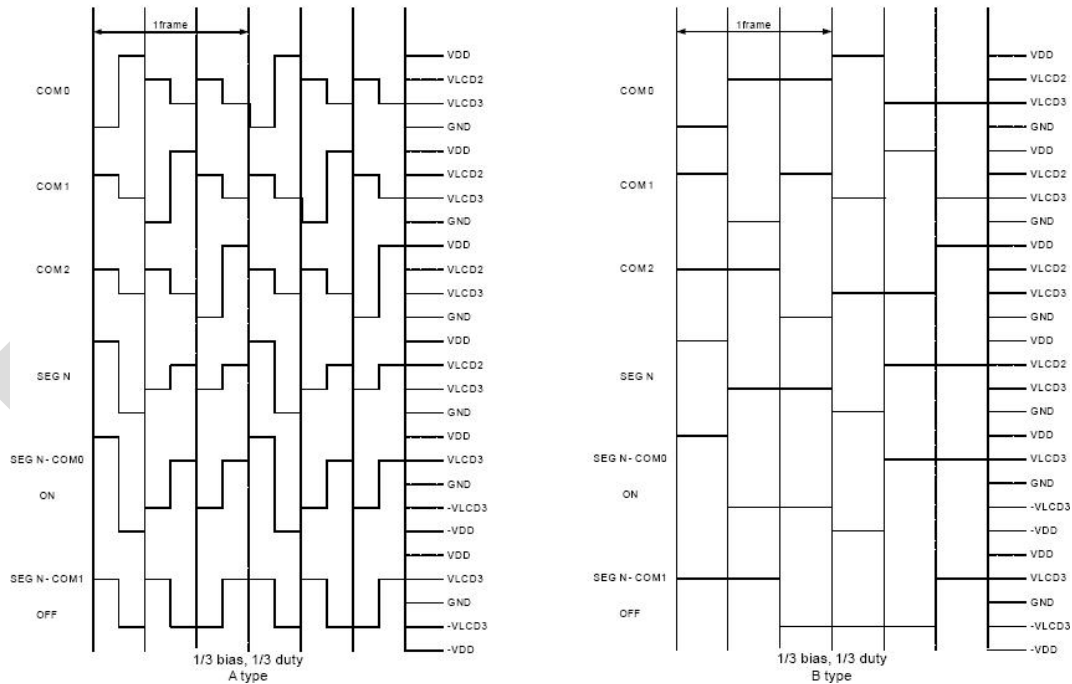 1frame
COM0
VDD
VLCD2
VLCD3
GND
COM1
VDD
VLCD2
VLCD3
GND
COM2
VDD
VLCD2
VLCD3
GND
SEG N
VDD
VLCD2
VLCD3
GND
SEG N-COM0
ON
VDD
VLCD3
GND
-VLCD3
-VDD
SEG N-COM1
OFF
VDD
VLCD3
GND
-VLCD3
-VDD
1/3 bias, 1/3 duty
A type
1frame
COM0
VDD
VLCD2
VLCD3
GND
COM1
VDD
VLCD2
VLCD3
GND
COM2
VDD
VLCD2
VLCD3
GND
SEG N
VDD
VLCD2
VLCD3
GND
SEG N-COM0
ON
VDD
VLCD3
GND
-VLCD3
-VDD
SEG N-COM1
OFF
VDD
VLCD3
GND
-VLCD3
-VDD
1/3 bias, 1/3 duty
B type